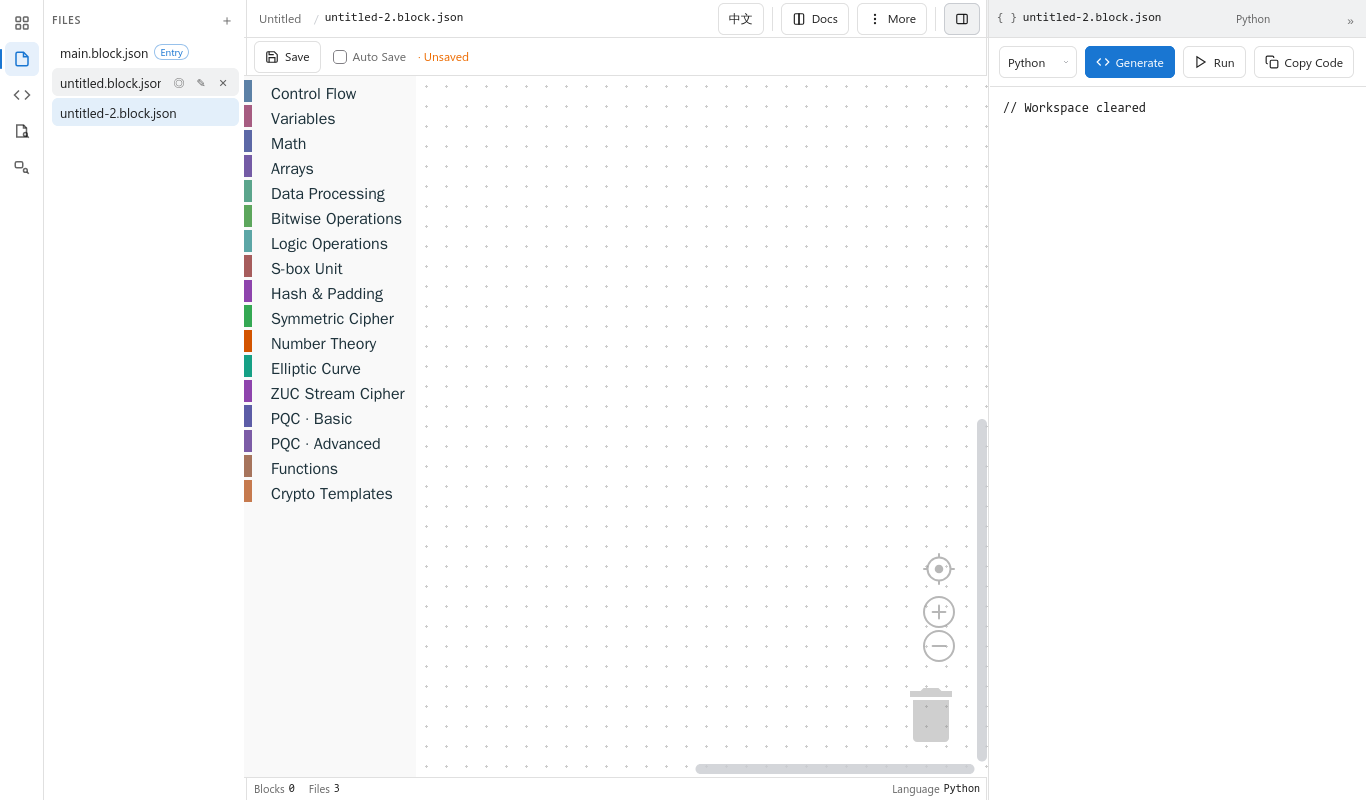 FILES
main.block.json Entry
untitled.block.jsor
untitled-2.block.json
Untitled / untitled-2.block.json
中文
Docs
More
Save
Auto Save
· Unsaved
Control Flow
Variables
Math
Arrays
Data Processing
Bitwise Operations
Logic Operations
S-box Unit
Hash & Padding
Symmetric Cipher
Number Theory
Elliptic Curve
ZUC Stream Cipher
PQC · Basic
PQC · Advanced
Functions
Crypto Templates
Blocks 0 Files 3
Language Python
{ } untitled-2.block.json Python »
Python
Generate
Run
Copy Code
// Workspace cleared